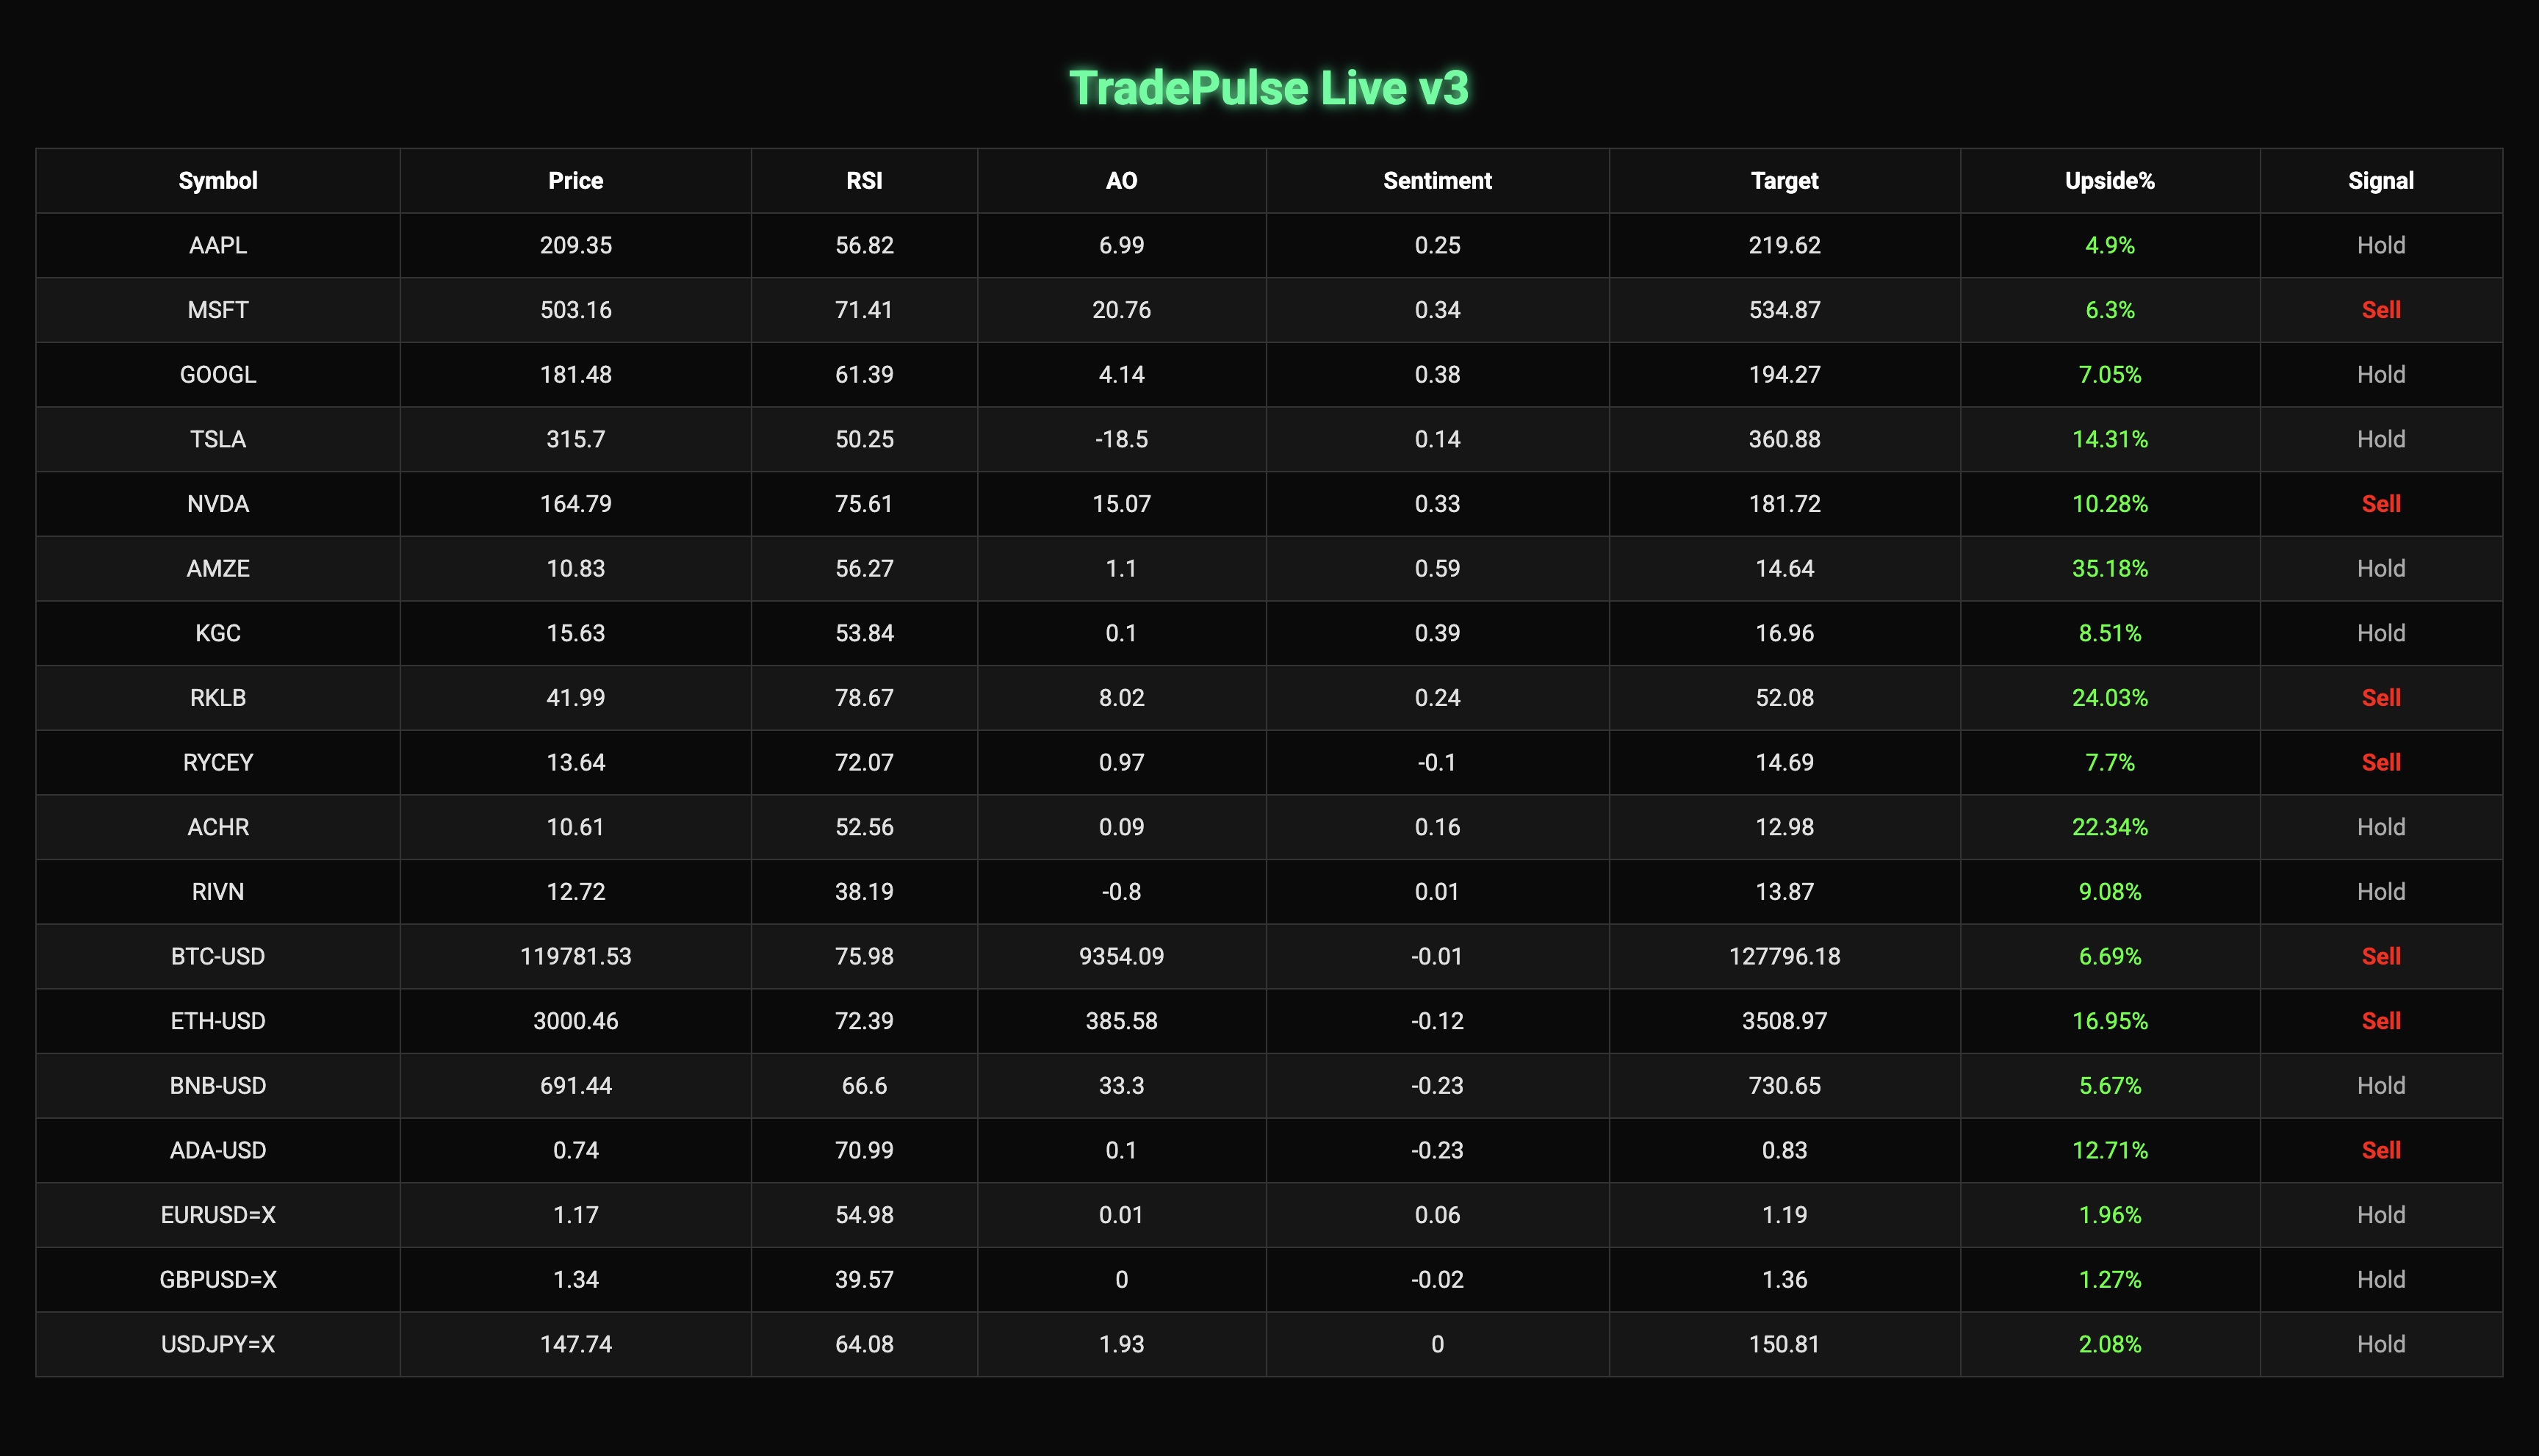 TradePulse Live v3
Symbol Price RSI AO Sentiment Target Upside% Signal
AAPL 209.35 56.82 6.99 0.25 219.62 4.9% Hold
MSFT 503.16 71.41 20.76 0.34 534.87 6.3% Sell
GOOGL 181.48 61.39 4.14 0.38 194.27 7.05% Hold
TSLA 315.7 50.25 -18.5 0.14 360.88 14.31% Hold
NVDA 164.79 75.61 15.07 0.33 181.72 10.28% Sell
AMZE 10.83 56.27 1.1 0.59 14.64 35.18% Hold
KGC 15.63 53.84 0.1 0.39 16.96 8.51% Hold
RKLB 41.99 78.67 8.02 0.24 52.08 24.03% Sell
RYCEY 13.64 72.07 0.97 -0.1 14.69 7.7% Sell
ACHR 10.61 52.56 0.09 0.16 12.98 22.34% Hold
RIVN 12.72 38.19 -0.8 0.01 13.87 9.08% Hold
BTC-USD 119781.53 75.98 9354.09 -0.01 127796.18 6.69% Sell
ETH-USD 3000.46 72.39 385.58 -0.12 3508.97 16.95% Sell
BNB-USD 691.44 66.6 33.3 -0.23 730.65 5.67% Hold
ADA-USD 0.74 70.99 0.1 -0.23 0.83 12.71% Sell
EURUSD=X 1.17 54.98 0.01 0.06 1.19 1.96% Hold
GBPUSD=X 1.34 39.57 0 -0.02 1.36 1.27% Hold
USDJPY=X 147.74 64.08 1.93 0 150.81 2.08% Hold